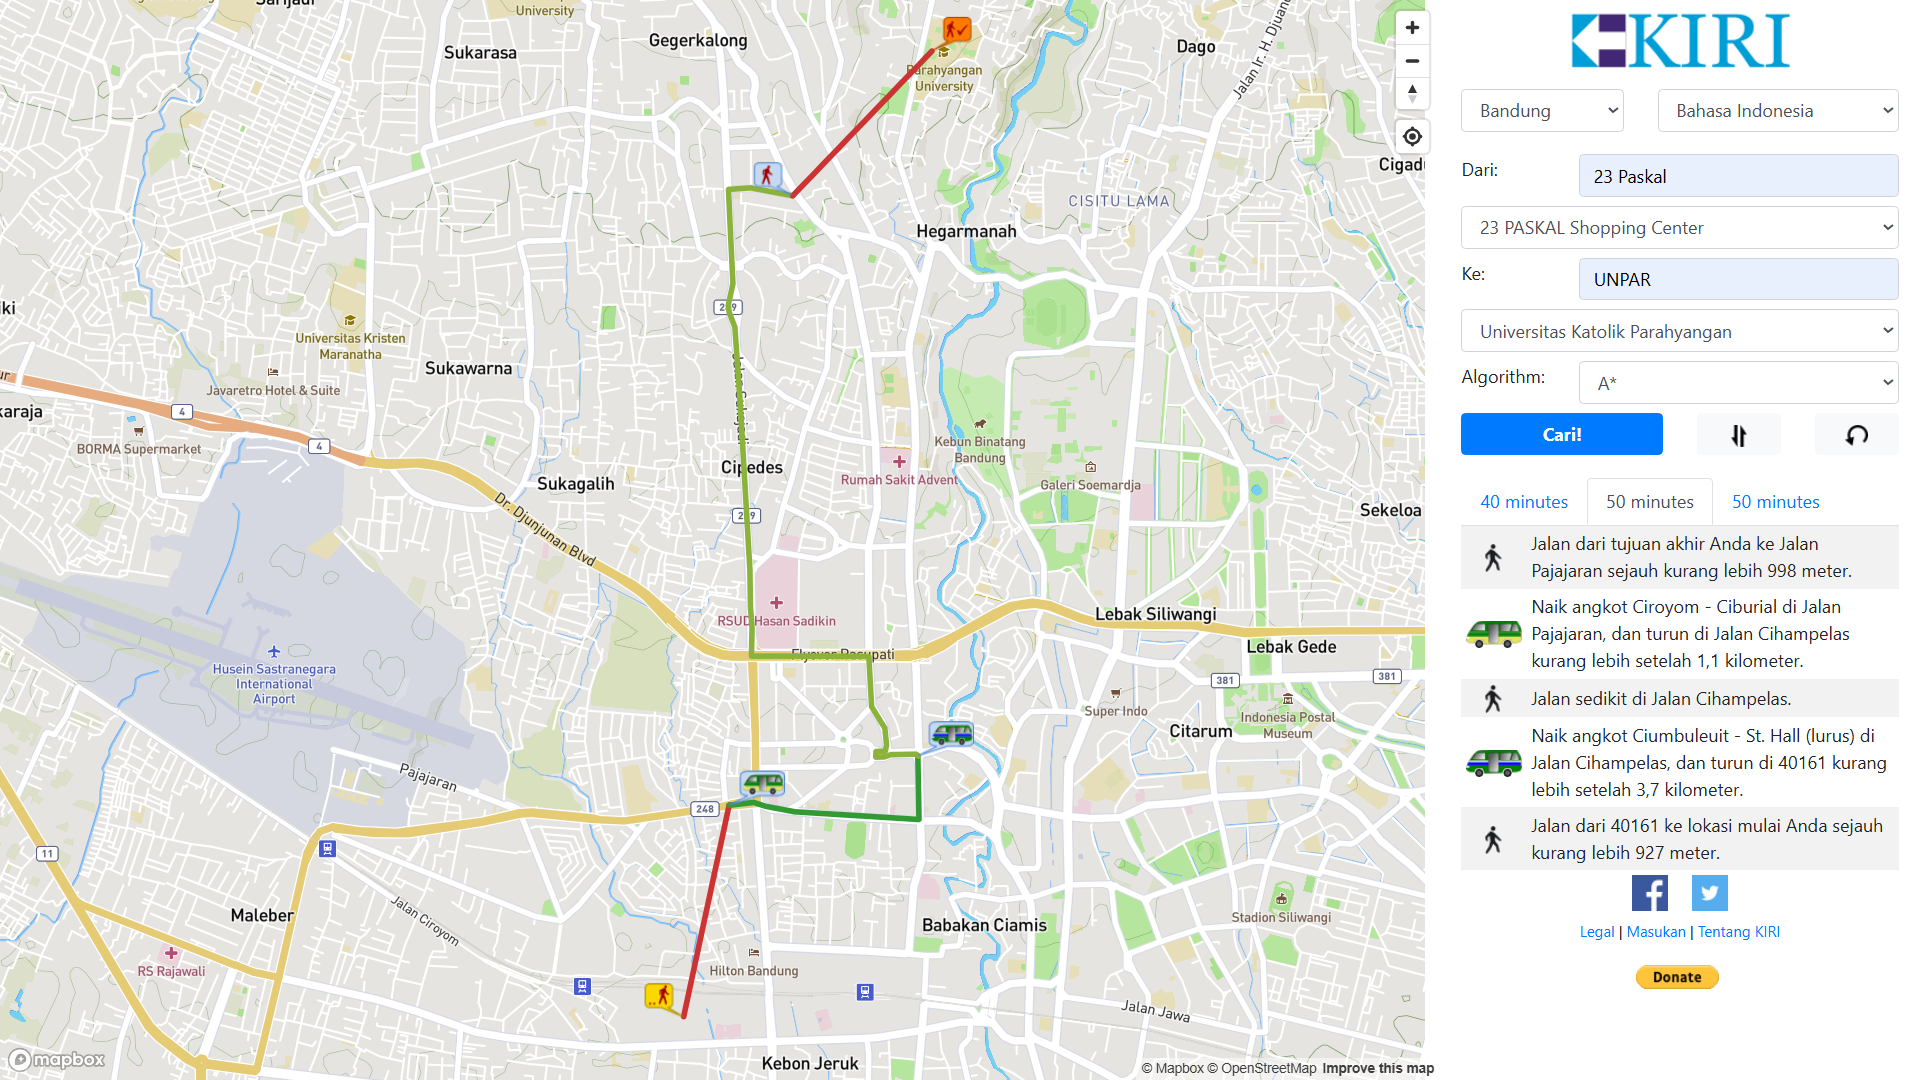 Sarijadi
University
Sukarasa
Gegerkalong
Parahyangan
University
Dago
Jalan Ir. H. Djuan
Cigadu
CISITU LAMA
Hegarmanah
iki
Universitas Kristen
Maranatha
Sukawarna
Javaretro Hotel & Suite
karaja
4
BORMA Supermarket
4
Cipedes
Sukagalih
Dr. Djunjunan Blvd
Rumah Sakit Advent
Kebun Binatang
Bandung
Galeri Soemardja
Sekeloa
RSUD Hasan Sadikin
Flyover Pasupati
Lebak Siliwangi
Lebak Gede
381
381
Husein Sastranegara
International
Airport
Super Indo
Indonesia Postal
Museum
Citarum
Pajajaran
248
11
Maleber
Jalan Ciroyom
Babakan Ciamis
Stadion Siliwangi
RS Rajawali
Hilton Bandung
Jalan Jawa
Kebon Jeruk
mapbox
© Mapbox © OpenStreetMap Improve this map
KIRI
Bandung
Bahasa Indonesia
Dari:
23 Paskal
23 PASKAL Shopping Center
Ke:
UNPAR
Universitas Katolik Parahyangan
Algorithm:
A*
Cari!
40 minutes
50 minutes
50 minutes
Jalan dari tujuan akhir Anda ke Jalan
Pajajaran sejauh kurang lebih 998 meter.
Naik angkot Ciroyom - Ciburial di Jalan
Pajajaran, dan turun di Jalan Cihampelas
kurang lebih setelah 1,1 kilometer.
Jalan sedikit di Jalan Cihampelas.
Naik angkot Ciumbuleuit - St. Hall (lurus) di
Jalan Cihampelas, dan turun di 40161 kurang
lebih setelah 3,7 kilometer.
Jalan dari 40161 ke lokasi mulai Anda sejauh
kurang lebih 927 meter.
Legal | Masukan | Tentang KIRI
Donate